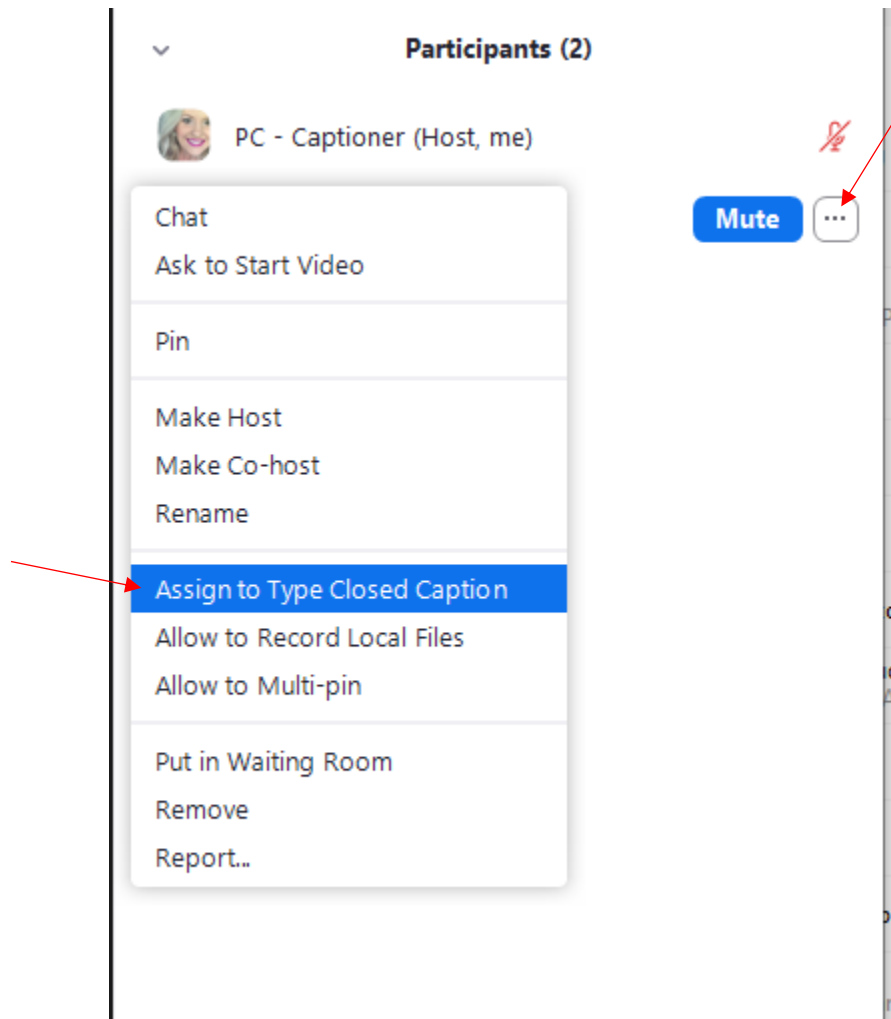 Participants (2)
PC - Captioner (Host, me)
Mute
Chat
Ask to Start Video
Pin
Make Host
Make Co-host
Rename
Assign to Type Closed Caption
Allow to Record Local Files
Allow to Multi-pin
Put in Waiting Room
Remove
Report...